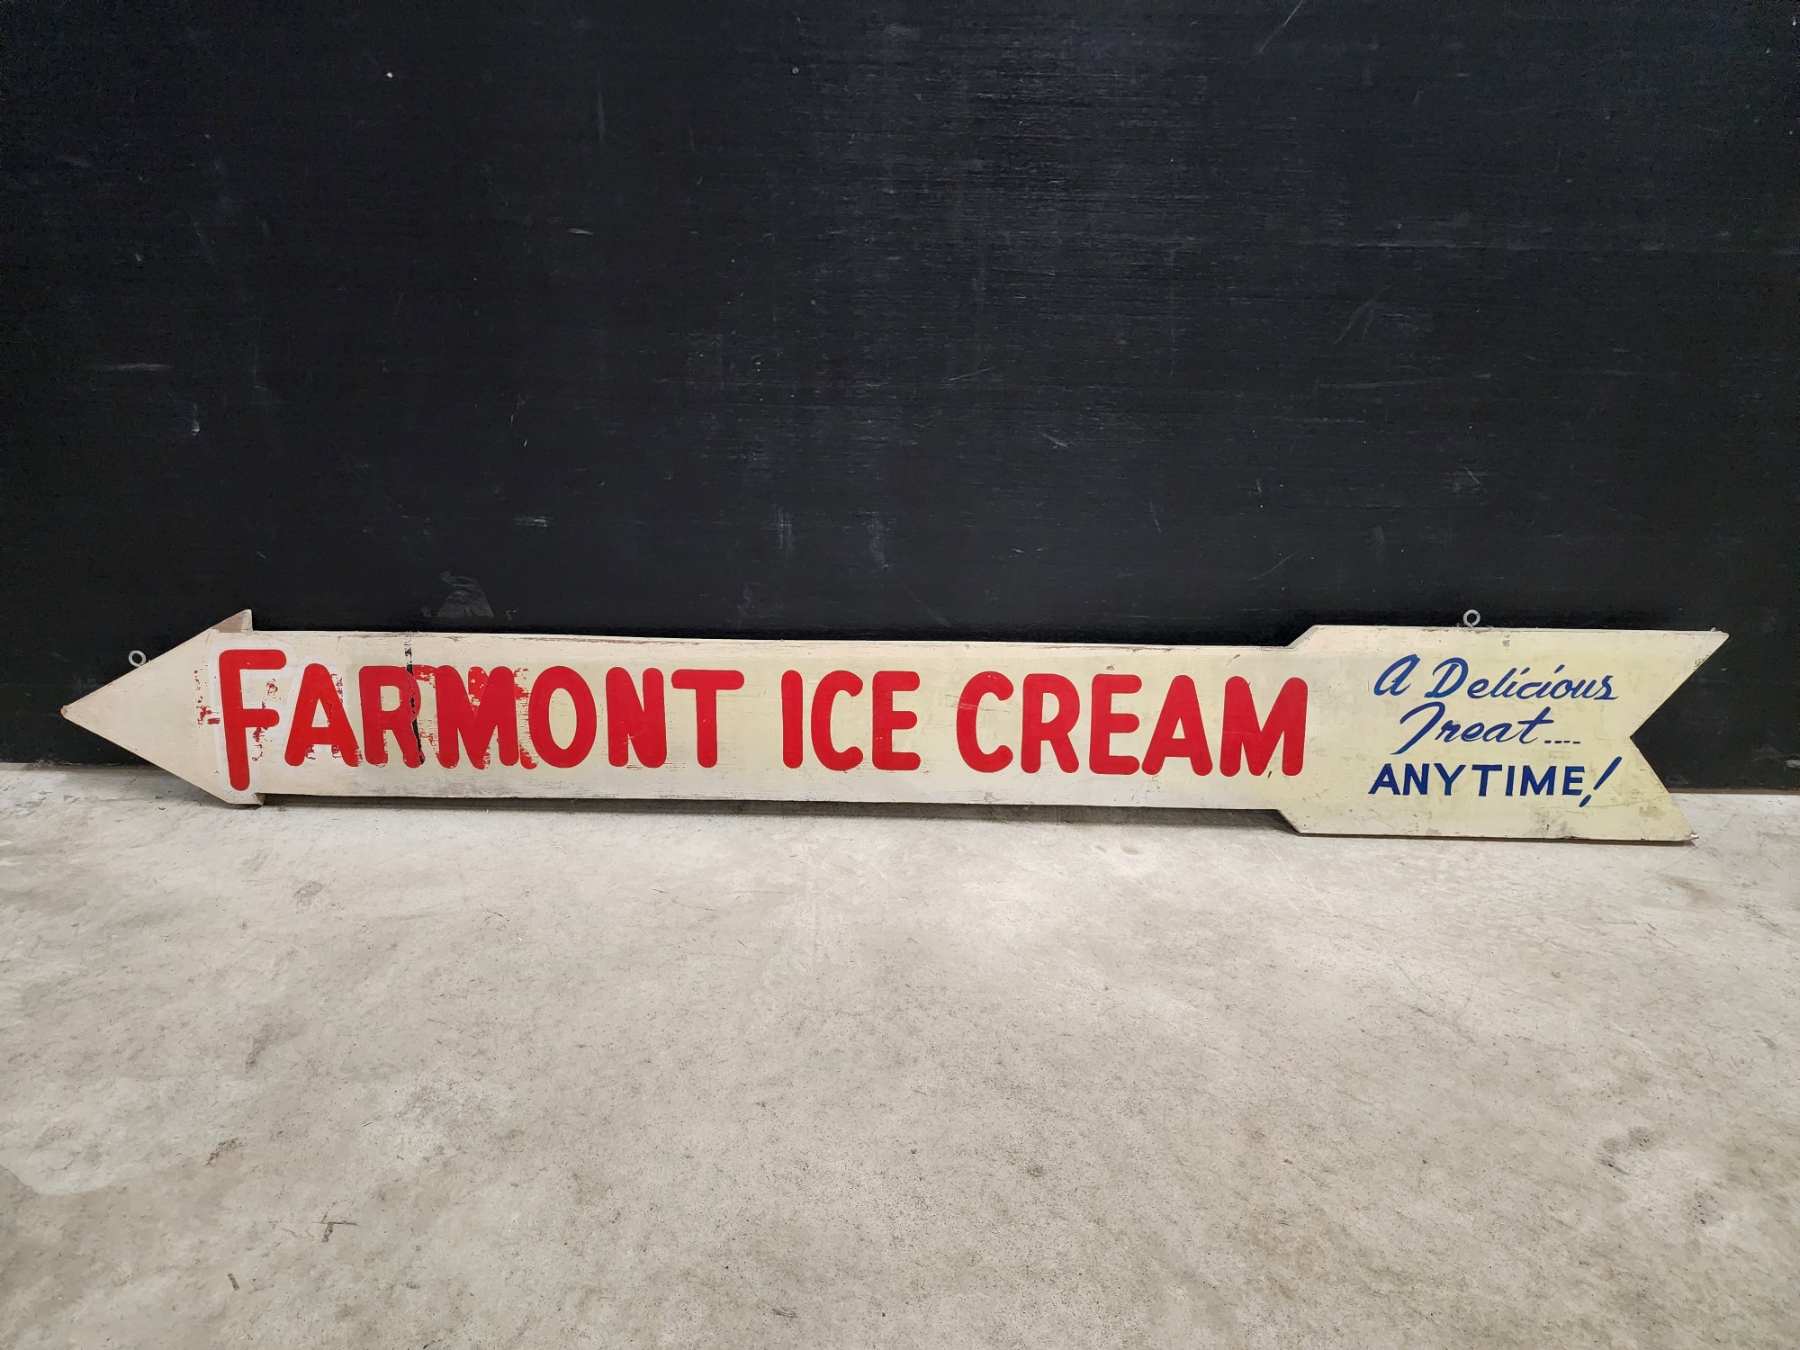 FARMONT ICE CREAM
A Delicious
Treat....
ANYTIME!